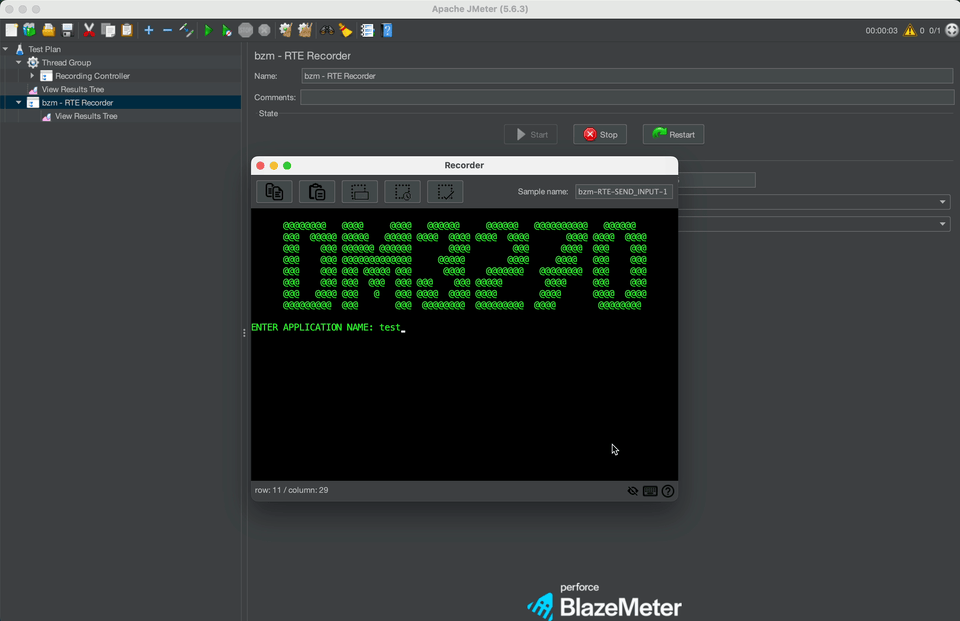 Apache JMeter (5.6.3)
00:00:03 0 0/1
Test Plan
Thread Group
Recording Controller
View Results Tree
bzm - RTE Recorder
View Results Tree
bzm - RTE Recorder
Name: bzm - RTE Recorder
Comments:
State
Start Stop Restart
Recorder
Sample name: bzm-RTE-SEND_INPUT-1
DM3270
ENTER APPLICATION NAME: test
row: 11 / column: 29
perforce
BlazeMeter